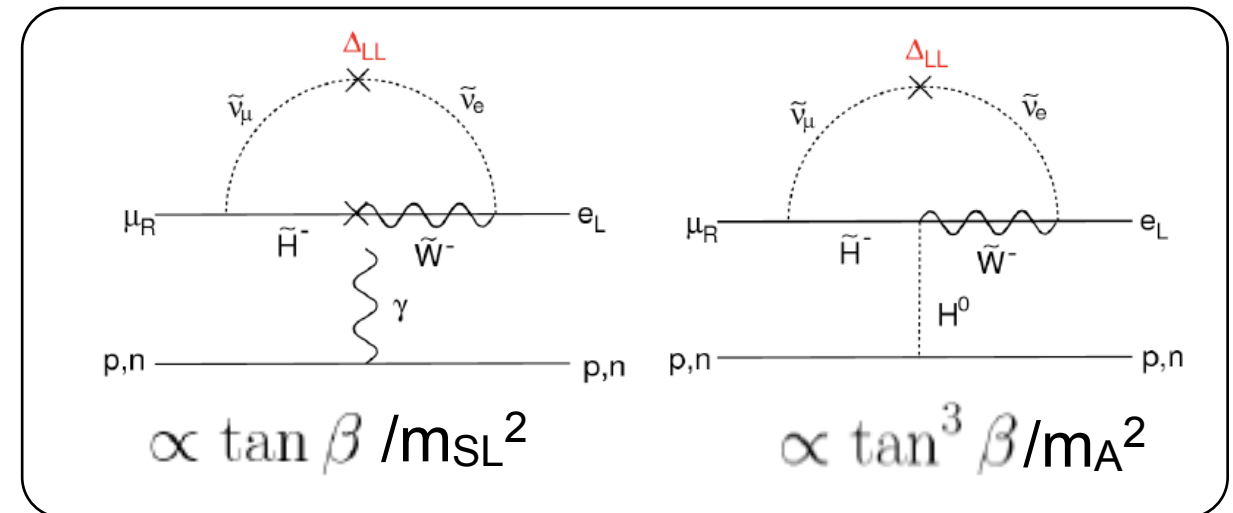 Δ_LL Δ_LL
ν̃_μ ν̃_e ν̃_μ ν̃_e
μ_R H̃⁻ W̃⁻ e_L μ_R H̃⁻ W̃⁻ e_L
γ H⁰
p,n p,n p,n p,n
∝ tan β /m_SL² ∝ tan³ β/m_A²